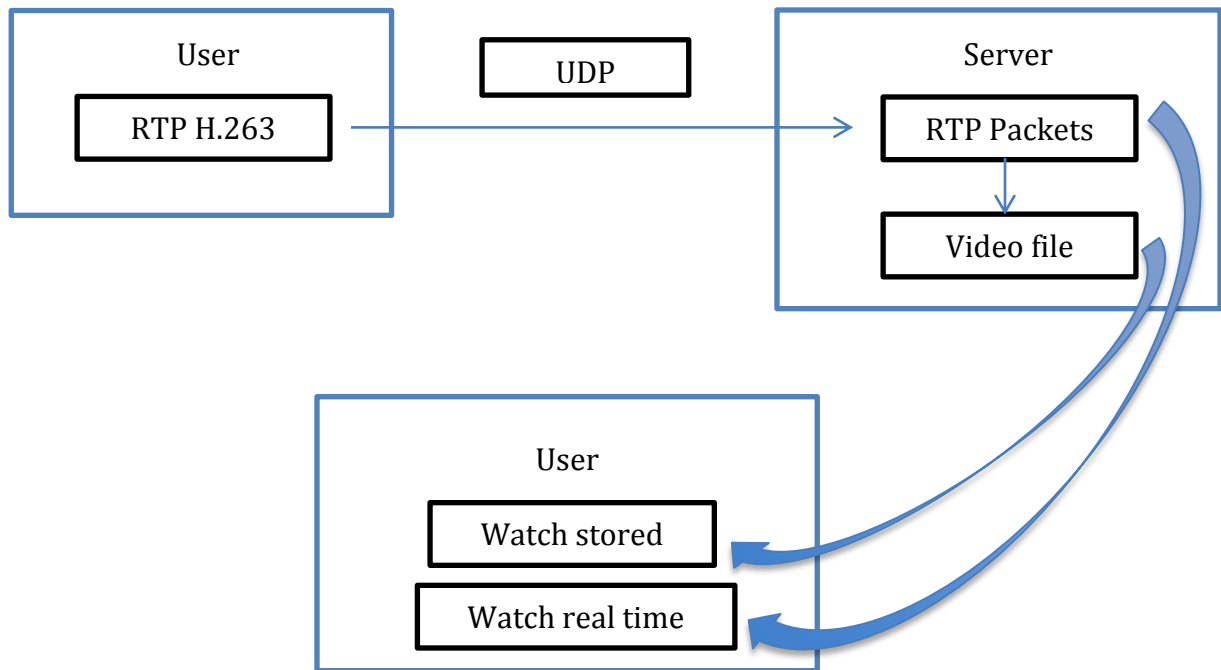 User
UDP
Server
RTP H.263
RTP Packets
Video file
User
Watch stored
Watch real time